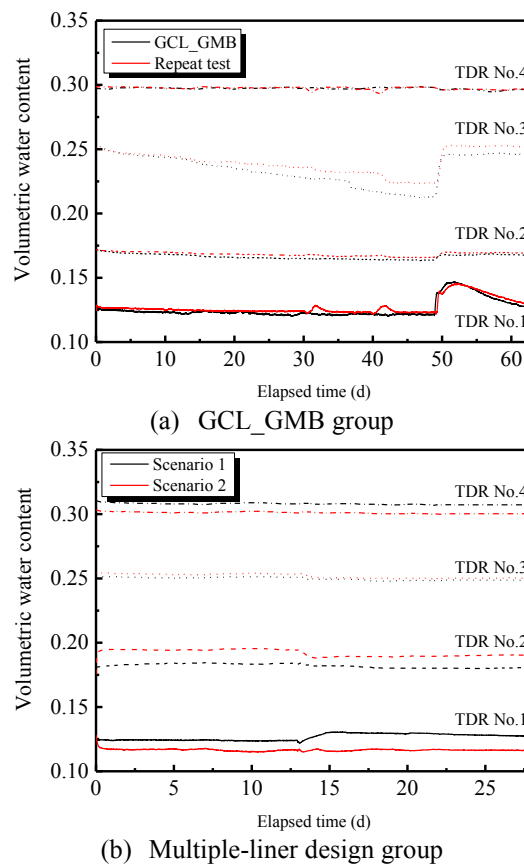 GCL_GMB
Repeat test
0.35
0.30
0.25
0.20
0.15
0.10
Volumetric water content
TDR No.4
TDR No.3
TDR No.2
TDR No.1
0 10 20 30 40 50 60
Elapsed time (d)
(a) GCL_GMB group
Scenario 1
Scenario 2
0.35
0.30
0.25
0.20
0.15
0.10
Volumetric water content
TDR No.4
TDR No.3
TDR No.2
TDR No.1
0 5 10 15 20 25
Elapsed time (d)
(b) Multiple-liner design group